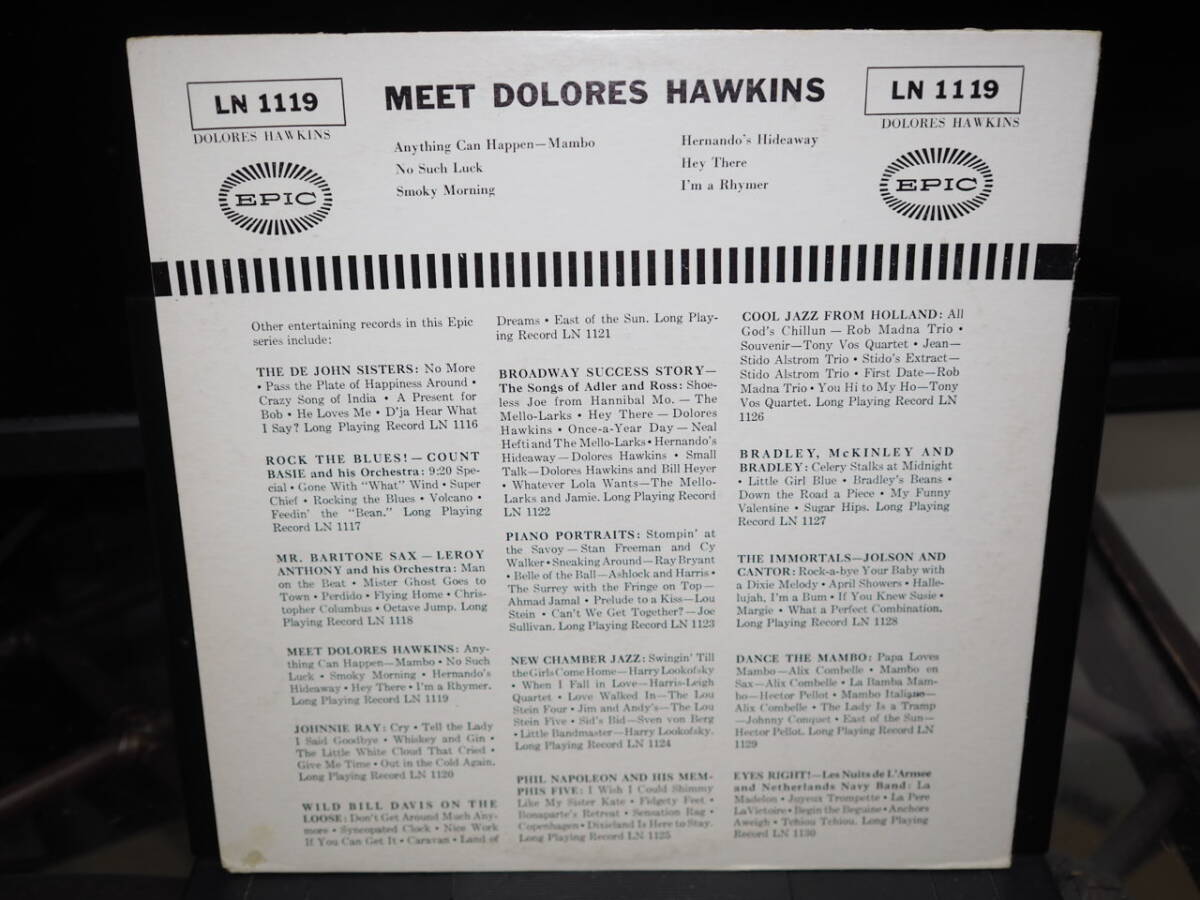 LN 1119
DOLORES HAWKINS
EPIC
MEET DOLORES HAWKINS
Anything Can Happen—Mambo
No Such Luck
Smoky Morning
Hernando's Hideaway
Hey There
I'm a Rhymer
LN 1119
DOLORES HAWKINS
EPIC
Other entertaining records in this Epic
series include:
THE DE JOHN SISTERS: No More
• Pass the Plate of Happiness Around •
Crazy Song of India • A Present for
Bob • He Loves Me • D'ja Hear What
I Say? Long Playing Record LN 1116
ROCK THE BLUES! — COUNT
BASIE and his Orchestra: 9:20 Spe-
cial • Gone With "What" Wind • Super
Chief • Rocking the Blues • Volcano •
Feedin' the "Bean." Long Playing
Record LN 1117
MR. BARITONE SAX — LEROY
ANTHONY and his Orchestra: Man
on the Beat • Mister Ghost Goes to
Town • Perdido • Flying Home • Chris-
topher Columbus • Octave Jump. Long
Playing Record LN 1118
MEET DOLORES HAWKINS: Any-
thing Can Happen—Mambo • No Such
Luck • Smoky Morning • Hernando's
Hideaway • Hey There • I'm a Rhymer.
Long Playing Record LN 1119
JOHNNIE RAY: Cry • Tell the Lady
I Said Goodbye • Whiskey and Gin •
The Little White Cloud That Cried •
Give Me Time • Out in the Cold Again.
Long Playing Record LN 1120
WILD BILL DAVIS ON THE
LOOSE: Don't Get Around Much Any-
more • Syncopated Clock • Nice Work
If You Can Get It • Caravan • Land of
Dreams • East of the Sun. Long Play-
ing Record LN 1121
BROADWAY SUCCESS STORY—
The Songs of Adler and Ross: Shoe-
less Joe from Hannibal Mo. — The
Mello-Larks • Hey There — Dolores
Hawkins • Once-a-Year Day — Neal
Hefti and The Mello-Larks • Hernando's
Hideaway — Dolores Hawkins • Small
Talk—Dolores Hawkins and Bill Heyer
• Whatever Lola Wants—The Mello-
Larks and Jamie. Long Playing Record
LN 1122
PIANO PORTRAITS: Stompin' at
the Savoy — Stan Freeman and Cy
Walker • Sneaking Around—Ray Bryant
• Belle of the Ball—Ashlock and Harris •
The Surrey with the Fringe on Top—
Ahmad Jamal • Prelude to a Kiss—Lou
Stein • Can't We Get Together?—Joe
Sullivan. Long Playing Record LN 1123
NEW CHAMBER JAZZ: Swingin' Till
the Girls Come Home—Harry Lookofsky
• When I Fall in Love—Harris-Leigh
Quartet • Love Walked In—The Lou
Stein Four • Jim and Andy's—The Lou
Stein Five • Sid's Bid—Sven von Berg
• Little Bandmaster—Harry Lookofsky.
Long Playing Record LN 1124
PHIL NAPOLEON AND HIS MEM-
PHIS FIVE: I Wish I Could Shimmy
Like My Sister Kate • Fidgety Feet •
Bonaparte's Retreat • Sensation Rag •
Copenhagen • Dixieland Is Here to Stay.
Long Playing Record LN 1125
COOL JAZZ FROM HOLLAND: All
God's Chillun — Rob Madna Trio •
Souvenir—Tony Vos Quartet • Jean—
Stido Alstrom Trio • Stido's Extract—
Stido Alstrom Trio • First Date—Rob
Madna Trio • You Hi to My Ho—Tony
Vos Quartet. Long Playing Record LN
1126
BRADLEY, McKINLEY AND
BRADLEY: Celery Stalks at Midnight
• Little Girl Blue • Bradley's Beans •
Down the Road a Piece • My Funny
Valentine • Sugar Hips. Long Playing
Record LN 1127
THE IMMORTALS—JOLSON AND
CANTOR: Rock-a-bye Your Baby with
a Dixie Melody • April Showers • Halle-
lujah, I'm a Bum • If You Knew Susie •
Margie • What a Perfect Combination.
Long Playing Record LN 1128
DANCE THE MAMBO: Papa Loves
Mambo—Alix Combelle • Mambo en
Sax—Alix Combelle • La Bamba Mam-
bo—Hector Pellot • Mambo Italiano—
Alix Combelle • The Lady Is a Tramp
—Johnny Conquet • East of the Sun—
Hector Pellot. Long Playing Record LN
1129
EYES RIGHT!—Les Nuits de L'Armee
and Netherlands Navy Band: La
Madelon • Joyeux Trompette • La Pere
La Victoire • Begin the Beguine • Anchors
Aweigh • Tchiou Tchiou. Long Playing
Record LN 1130